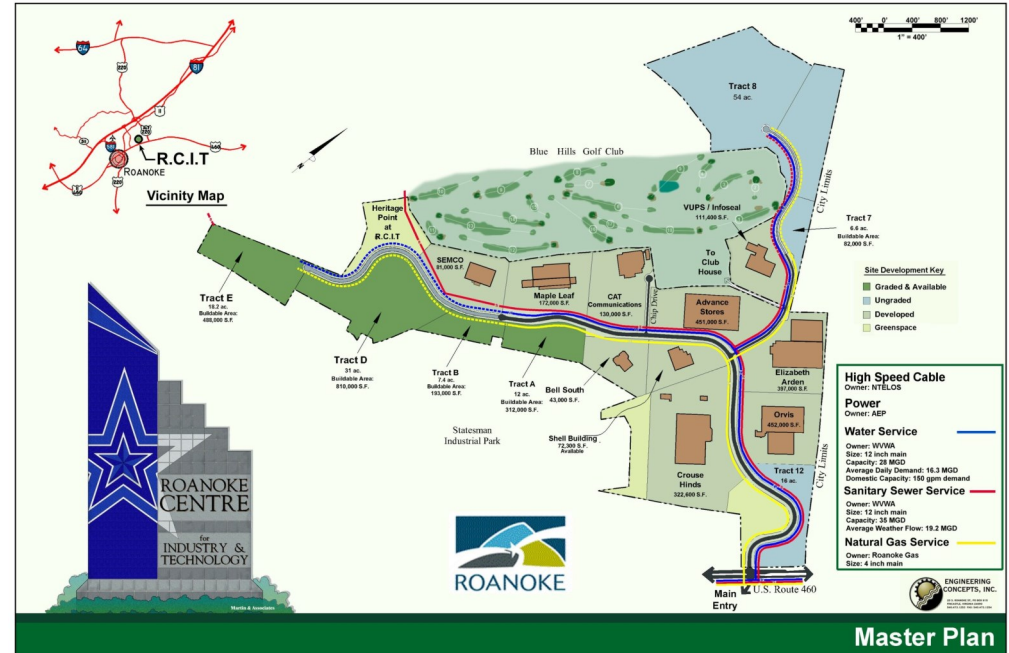 400' 0' 400' 800' 1200'
1" = 400'
64
220
81
11
460
220
R.C.I.T
ROANOKE
Vicinity Map
Tract 8
54 ac.
Blue Hills Golf Club
City Limits
VUPS / Infoseal
111,400 S.F.
Tract 7
6.6 ac.
Buildable Area:
82,000 S.F.
To
Club
House
Heritage
Point
at
R.C.I.T
SEMCO
91,000 S.F.
Maple Leaf
172,000 S.F.
CAT
Communications
130,000 S.F.
Chip Drive
Advance
Stores
451,000 S.F.
Site Development Key
Graded & Available
Ungraded
Developed
Greenspace
Tract E
18.2 ac.
Buildable Area:
488,000 S.F.
Tract D
31 ac.
Buildable Area:
810,000 S.F.
Tract B
7.4 ac.
Buildable Area:
193,000 S.F.
Tract A
12 ac.
Buildable Area:
312,000 S.F.
Bell South
43,000 S.F.
Elizabeth
Arden
397,000 S.F.
Orvis
452,000 S.F.
Statesman
Industrial Park
Shell Building
72,300 S.F.
Available
Crouse
Hinds
322,600 S.F.
Tract 12
16 ac.
City Limits
High Speed Cable
Owner: NTELOS
Power
Owner: AEP
Water Service
Owner: WVWA
Size: 12 inch main
Capacity: 28 MGD
Average Daily Demand: 16.3 MGD
Domestic Capacity: 150 gpm demand
Sanitary Sewer Service
Owner: WVWA
Size: 12 inch main
Capacity: 35 MGD
Average Weather Flow: 19.2 MGD
Natural Gas Service
Owner: Roanoke Gas
Size: 4 inch main
ROANOKE
CENTRE
for
INDUSTRY &
TECHNOLOGY
Martin & Associates
ROANOKE
Main
Entry
U.S. Route 460
ENGINEERING
CONCEPTS, INC.
Master Plan